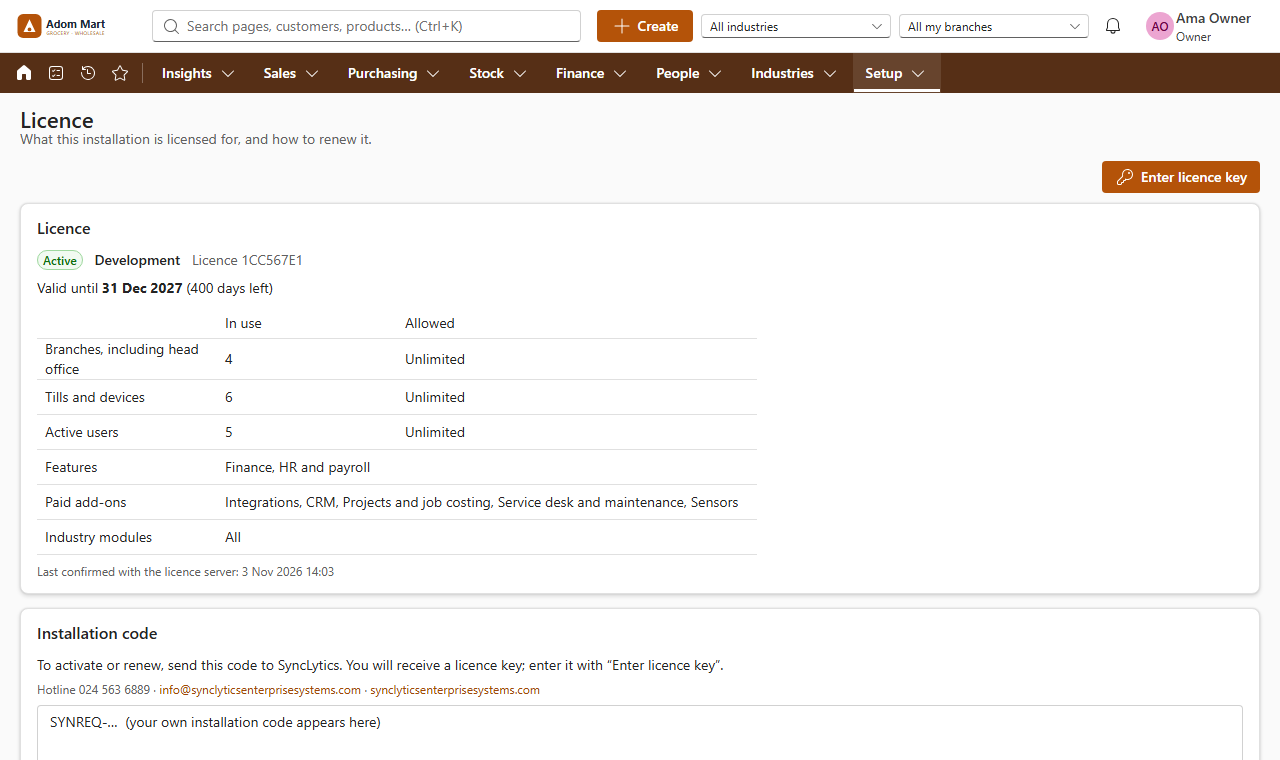 Adom Mart
GROCERY · WHOLESALE
Search pages, customers, products... (Ctrl+K)
Create
All industries
All my branches
AO
Ama Owner
Owner
Insights
Sales
Purchasing
Stock
Finance
People
Industries
Setup
Licence
What this installation is licensed for, and how to renew it.
Enter licence key
Licence
Active Development Licence 1CC567E1
Valid until 31 Dec 2027 (400 days left)
In use Allowed
Branches, including head office 4 Unlimited
Tills and devices 6 Unlimited
Active users 5 Unlimited
Features Finance, HR and payroll
Paid add-ons Integrations, CRM, Projects and job costing, Service desk and maintenance, Sensors
Industry modules All
Last confirmed with the licence server: 3 Nov 2026 14:03
Installation code
To activate or renew, send this code to SyncLytics. You will receive a licence key; enter it with “Enter licence key”.
Hotline 024 563 6889 · info@synclyticsenterprisesystems.com · synclyticsenterprisesystems.com
SYNREQ-... (your own installation code appears here)